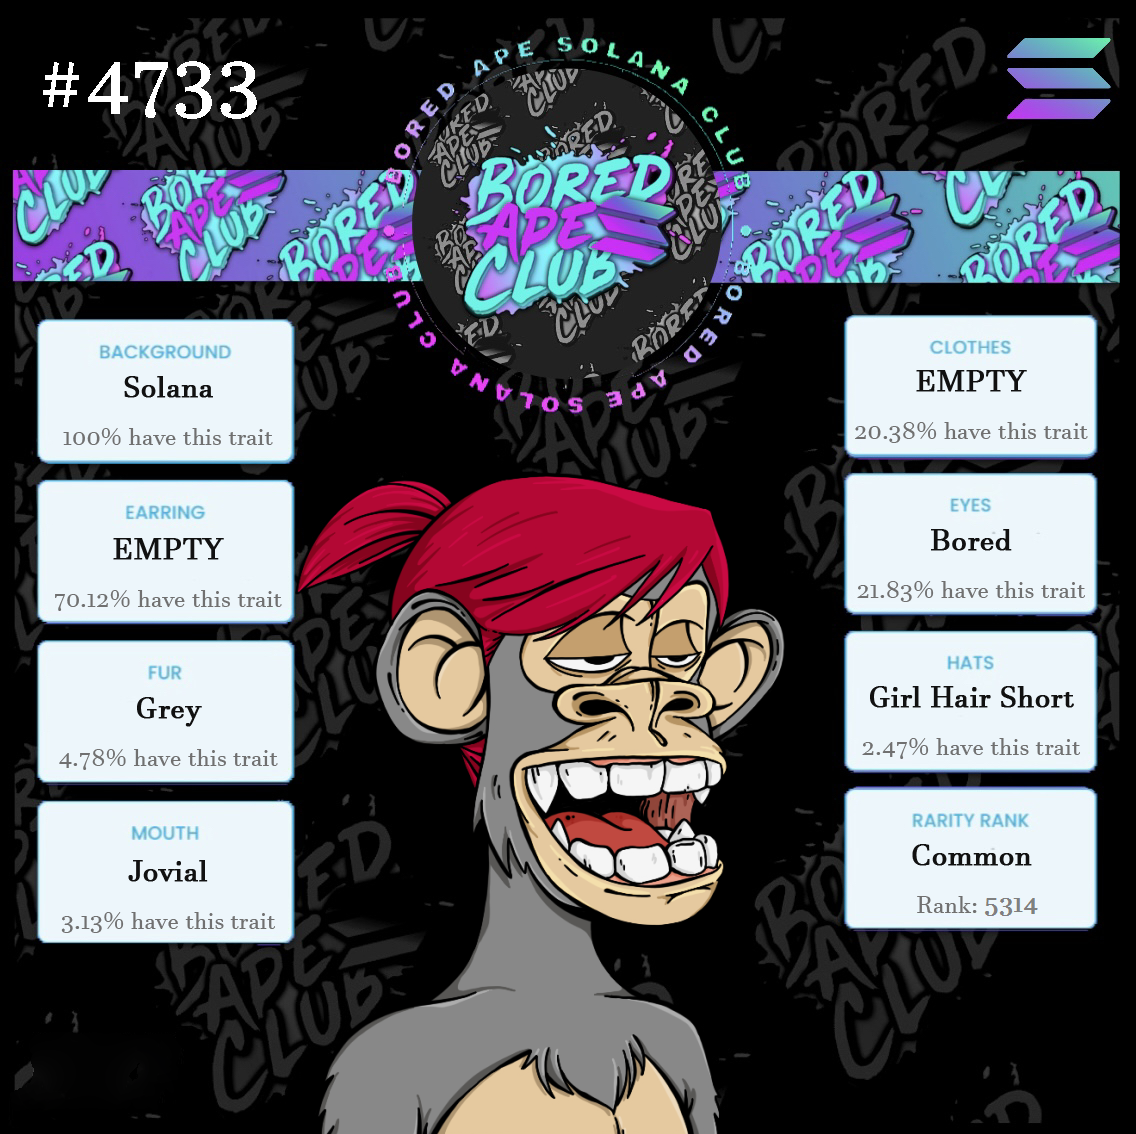 #4733
BORED APE SOLANA CLUB
BORED
APE
CLUB
BORED APE SOLANA CLUB
BACKGROUND
Solana
100% have this trait
EARRING
EMPTY
70.12% have this trait
FUR
Grey
4.78% have this trait
MOUTH
Jovial
3.13% have this trait
CLOTHES
EMPTY
20.38% have this trait
EYES
Bored
21.83% have this trait
HATS
Girl Hair Short
2.47% have this trait
RARITY RANK
Common
Rank: 5314